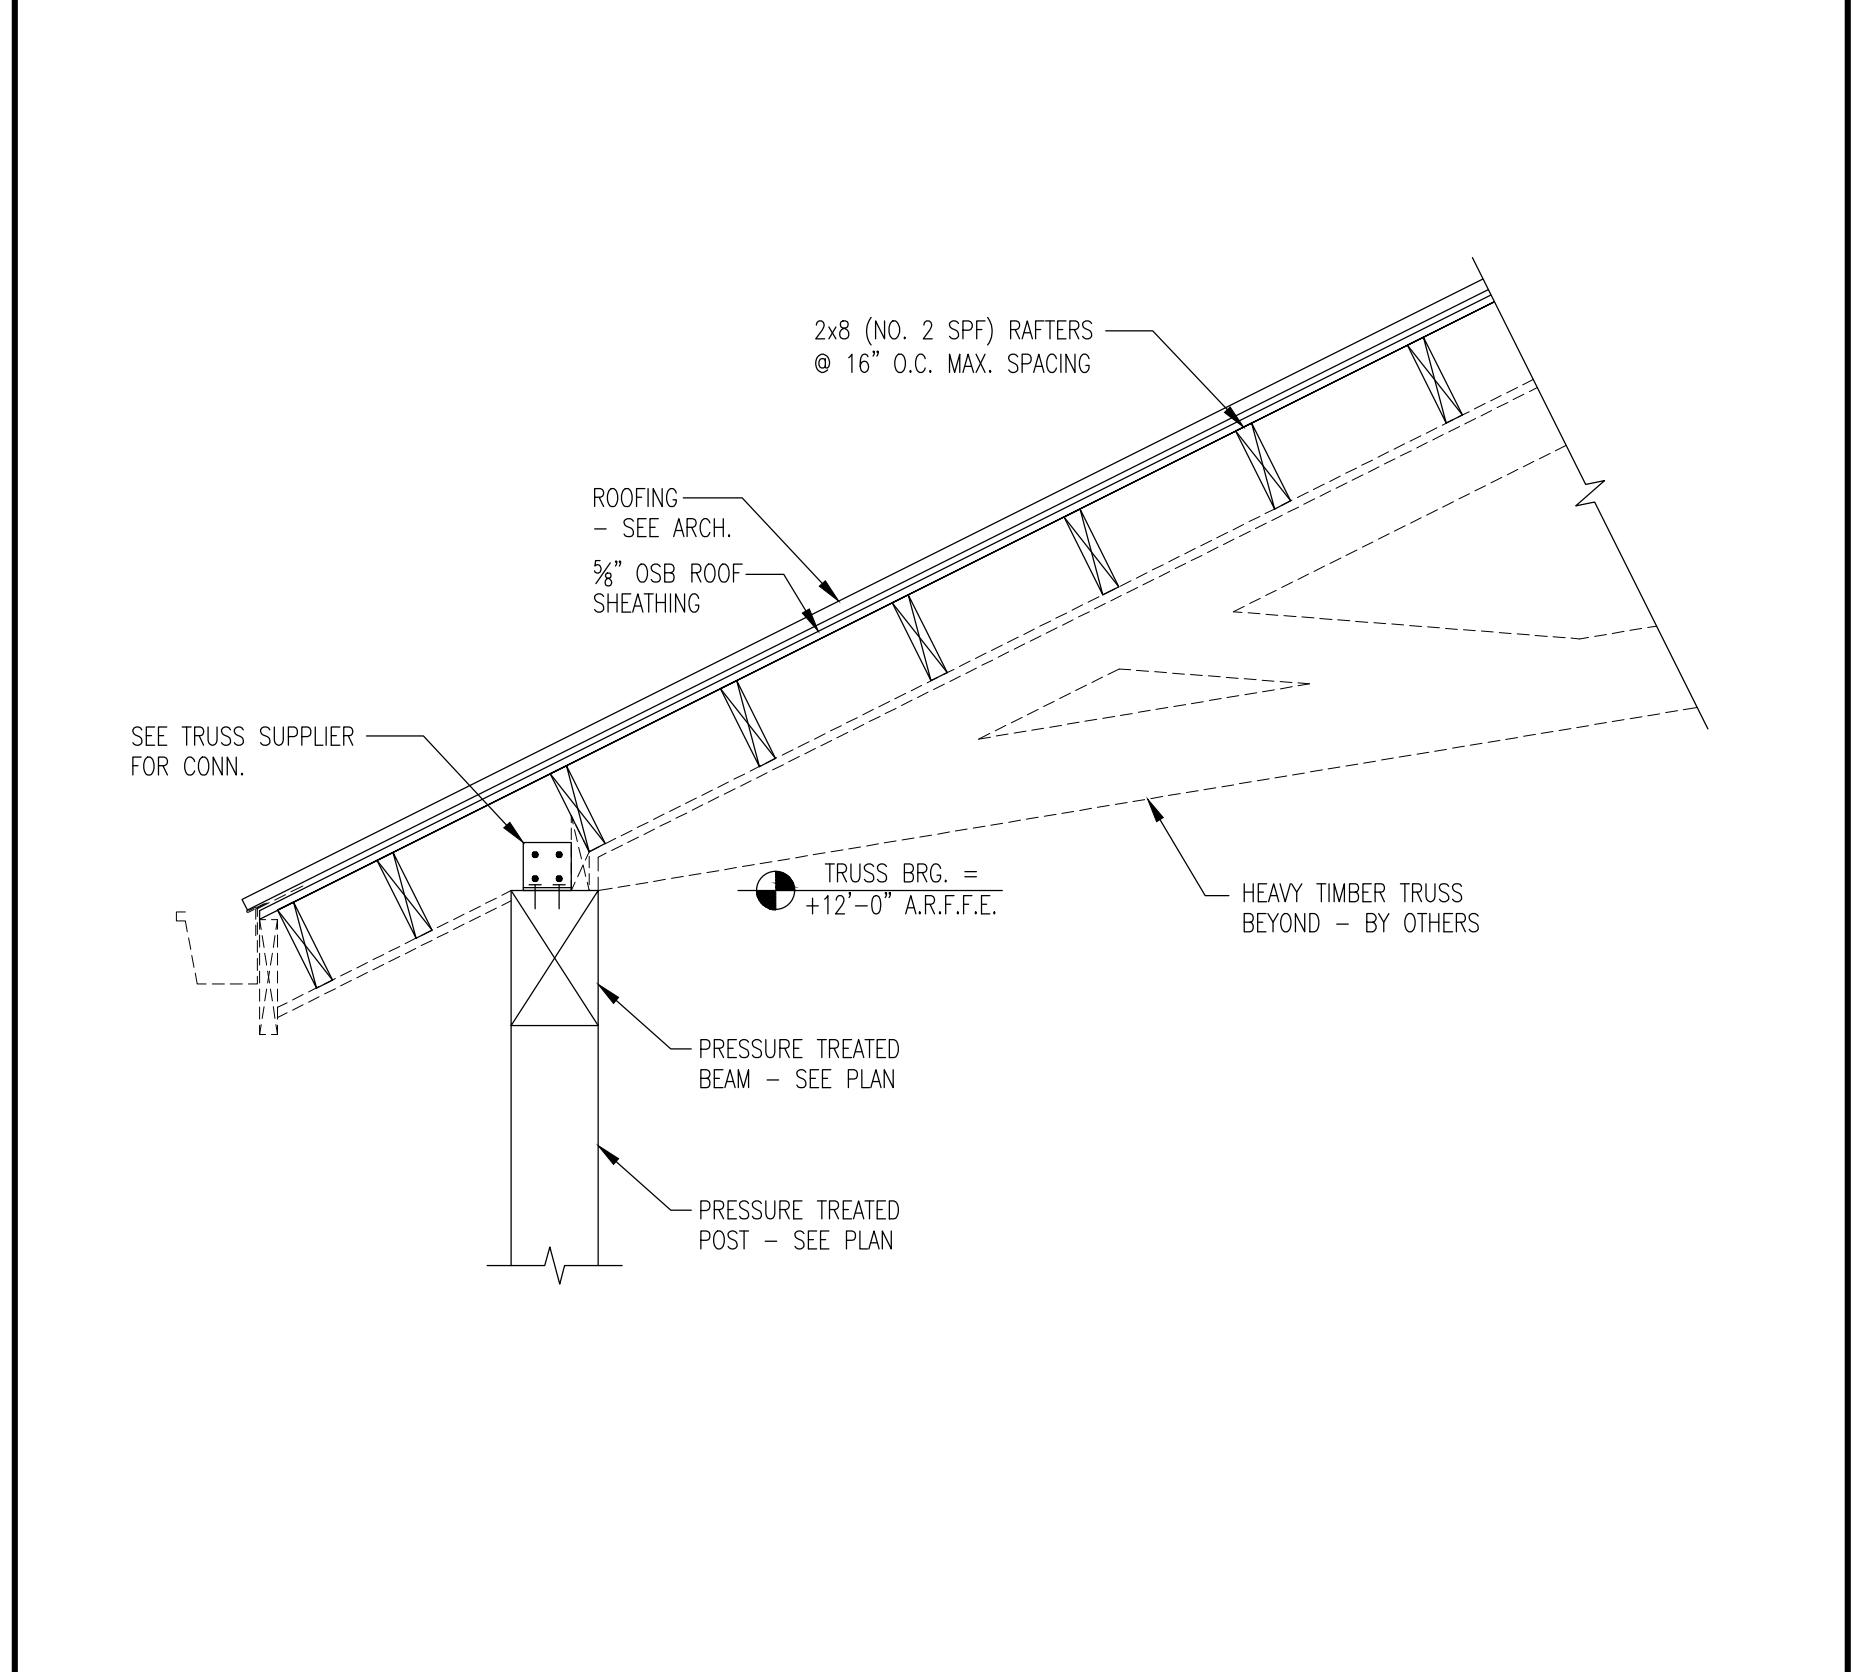 2x8 (NO. 2 SPF) RAFTERS
@ 16" O.C. MAX. SPACING
ROOFING
- SEE ARCH.
⅝" OSB ROOF
SHEATHING
SEE TRUSS SUPPLIER
FOR CONN.
TRUSS BRG. =
+12'-0" A.R.F.F.E.
HEAVY TIMBER TRUSS
BEYOND - BY OTHERS
PRESSURE TREATED
BEAM - SEE PLAN
PRESSURE TREATED
POST - SEE PLAN